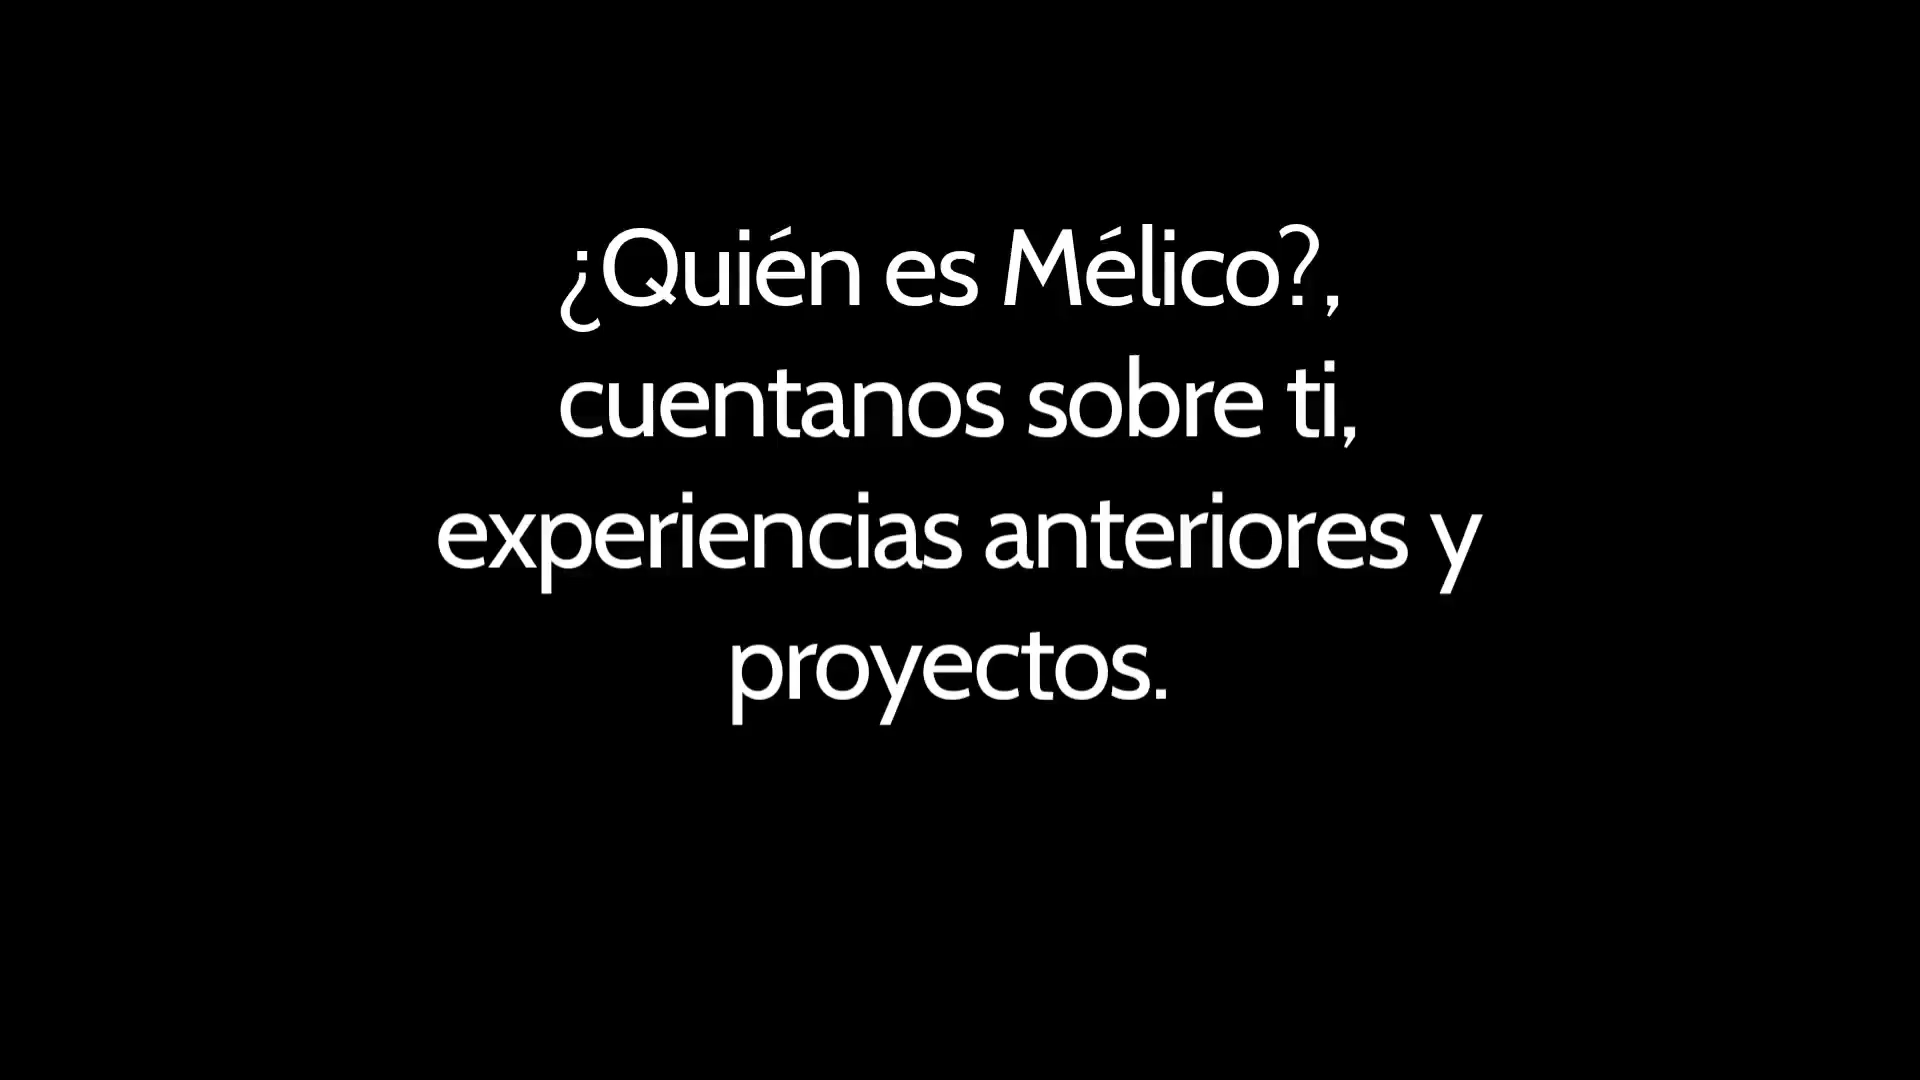 ¿Quién es Mélico?,
cuentanos sobre ti,
experiencias anteriores y
proyectos.